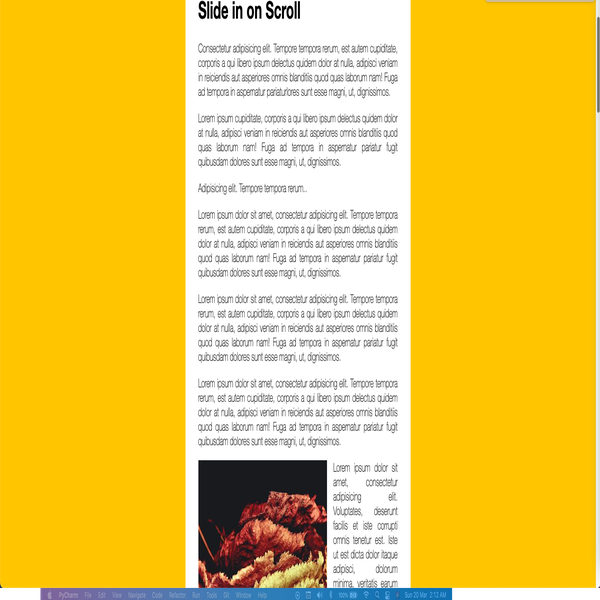 Slide in on Scroll
Consectetur adipisicing elit. Tempore tempora rerum, est autem cupiditate,
corporis a qui libero ipsum delectus quidem dolor at nulla, adipisci veniam
in reiciendis aut asperiores omnis blanditiis quod quas laborum nam! Fuga
ad tempora in aspernatur pariaturlores sunt esse magni, ut, dignissimos.
Lorem ipsum cupiditate, corporis a qui libero ipsum delectus quidem dolor
at nulla, adipisci veniam in reiciendis aut asperiores omnis blanditiis quod
quas laborum nam! Fuga ad tempora in aspernatur pariatur fugit
quibusdam dolores sunt esse magni, ut, dignissimos.
Adipisicing elit. Tempore tempora rerum..
Lorem ipsum dolor sit amet, consectetur adipisicing elit. Tempore tempora
rerum, est autem cupiditate, corporis a qui libero ipsum delectus quidem
dolor at nulla, adipisci veniam in reiciendis aut asperiores omnis blanditiis
quod quas laborum nam! Fuga ad tempora in aspernatur pariatur fugit
quibusdam dolores sunt esse magni, ut, dignissimos.
Lorem ipsum dolor sit amet, consectetur adipisicing elit. Tempore tempora
rerum, est autem cupiditate, corporis a qui libero ipsum delectus quidem
dolor at nulla, adipisci veniam in reiciendis aut asperiores omnis blanditiis
quod quas laborum nam! Fuga ad tempora in aspernatur pariatur fugit
quibusdam dolores sunt esse magni, ut, dignissimos.
Lorem ipsum dolor sit amet, consectetur adipisicing elit. Tempore tempora
rerum, est autem cupiditate, corporis a qui libero ipsum delectus quidem
dolor at nulla, adipisci veniam in reiciendis aut asperiores omnis blanditiis
quod quas laborum nam! Fuga ad tempora in aspernatur pariatur fugit
quibusdam dolores sunt esse magni, ut, dignissimos.
Lorem ipsum dolor sit
amet, consectetur
adipisicing elit.
Voluptates, deserunt
facilis et iste corrupti
omnis tenetur est. Iste
ut est dicta dolor itaque
adipisci, dolorum
minima, veritatis earum
PyCharm File Edit View Navigate Code Refactor Run Tools Git Window Help 100% Sun 20 Mar 2:12 AM